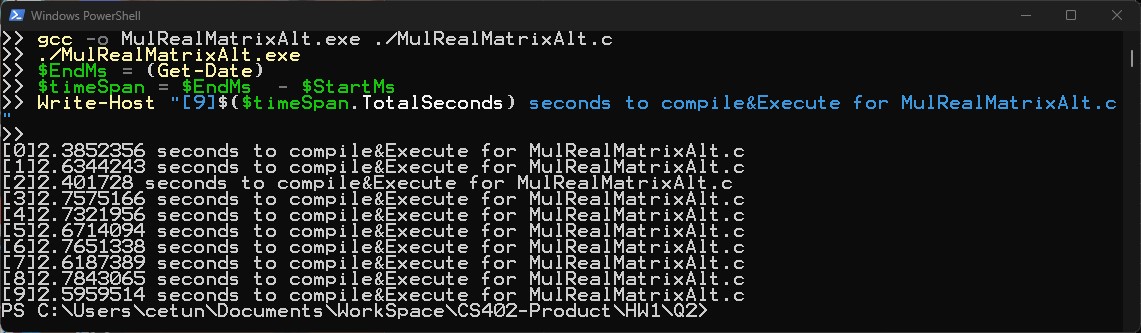 Windows PowerShell
>> gcc -o MulRealMatrixAlt.exe ./MulRealMatrixAlt.c
>> ./MulRealMatrixAlt.exe
>> $EndMs = (Get-Date)
>> $timeSpan = $EndMs  - $StartMs
>> Write-Host "[9]$($timeSpan.TotalSeconds) seconds to compile&Execute for MulRealMatrixAlt.c
"
>>
[0]2.3852356 seconds to compile&Execute for MulRealMatrixAlt.c
[1]2.6344243 seconds to compile&Execute for MulRealMatrixAlt.c
[2]2.401728 seconds to compile&Execute for MulRealMatrixAlt.c
[3]2.7575166 seconds to compile&Execute for MulRealMatrixAlt.c
[4]2.7321956 seconds to compile&Execute for MulRealMatrixAlt.c
[5]2.6714094 seconds to compile&Execute for MulRealMatrixAlt.c
[6]2.7651338 seconds to compile&Execute for MulRealMatrixAlt.c
[7]2.6187389 seconds to compile&Execute for MulRealMatrixAlt.c
[8]2.7843065 seconds to compile&Execute for MulRealMatrixAlt.c
[9]2.5959514 seconds to compile&Execute for MulRealMatrixAlt.c
PS C:\Users\cetun\Documents\WorkSpace\CS402-Product\HW1\Q2>